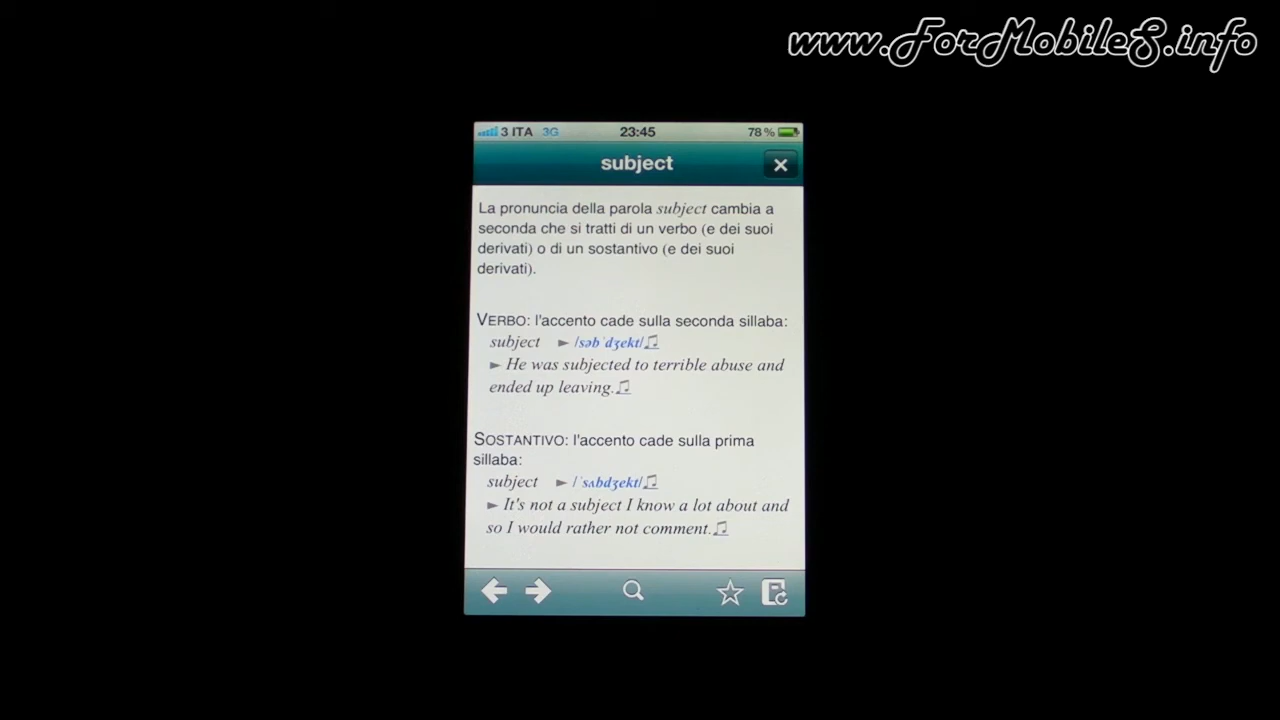 www.ForMobileS.info
3 ITA 3G 23:45 78 %
subject
La pronuncia della parola subject cambia a
seconda che si tratti di un verbo (e dei suoi
derivati) o di un sostantivo (e dei suoi
derivati).
VERBO: l'accento cade sulla seconda sillaba:
subject ► /səbˈdʒekt/
► He was subjected to terrible abuse and
ended up leaving.
SOSTANTIVO: l'accento cade sulla prima
sillaba:
subject ► /ˈsʌbdʒekt/
► It's not a subject I know a lot about and
so I would rather not comment.